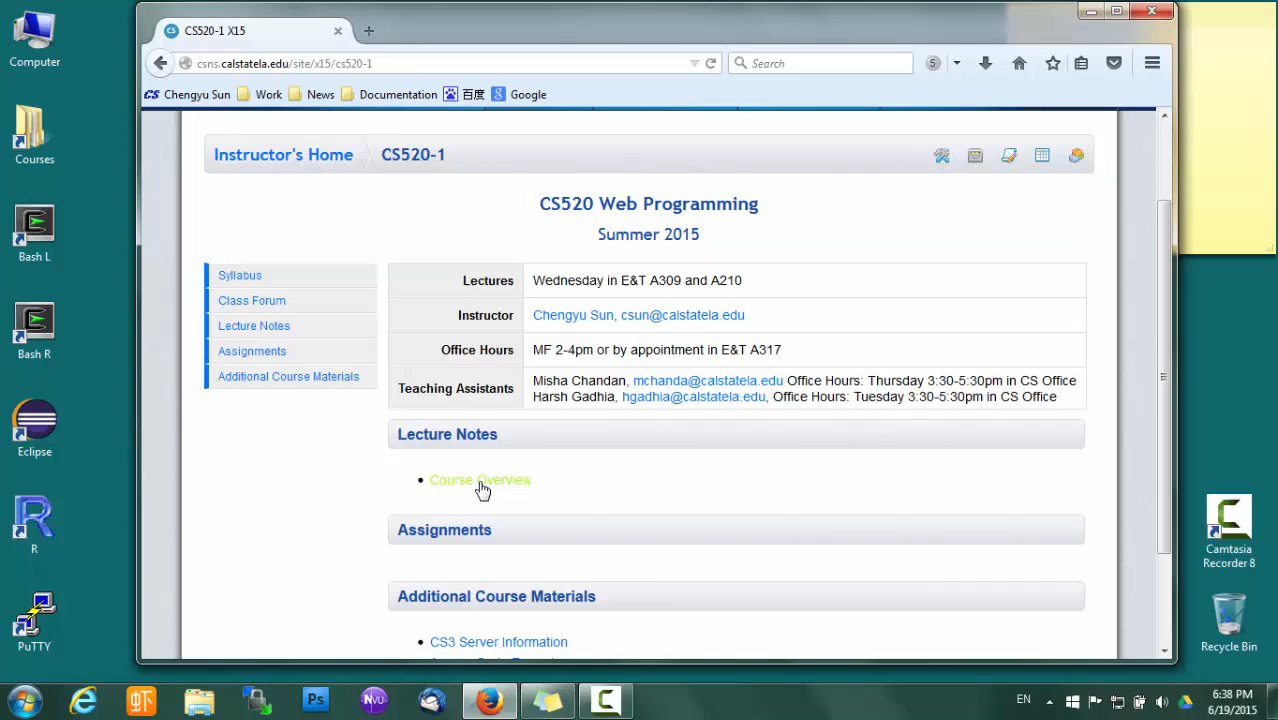 Computer
Courses
Bash L
Bash R
Eclipse
R
PuTTY
CS520-1 X15
csns.calstatela.edu/site/x15/cs520-1
Search
5
CS Chengyu Sun Work News Documentation 百度 Google
Instructor's Home CS520-1
CS520 Web Programming
Summer 2015
Syllabus
Class Forum
Lecture Notes
Assignments
Additional Course Materials
Lectures Wednesday in E&T A309 and A210
Instructor Chengyu Sun, csun@calstatela.edu
Office Hours MF 2-4pm or by appointment in E&T A317
Teaching Assistants Misha Chandan, mchanda@calstatela.edu Office Hours: Thursday 3:30-5:30pm in CS Office
Harsh Gadhia, hgadhia@calstatela.edu, Office Hours: Tuesday 3:30-5:30pm in CS Office
Lecture Notes
Course Overview
Assignments
Additional Course Materials
CS3 Server Information
Camtasia
Recorder 8
Recycle Bin
虾
Ps
NVU
EN
6:38 PM
6/19/2015